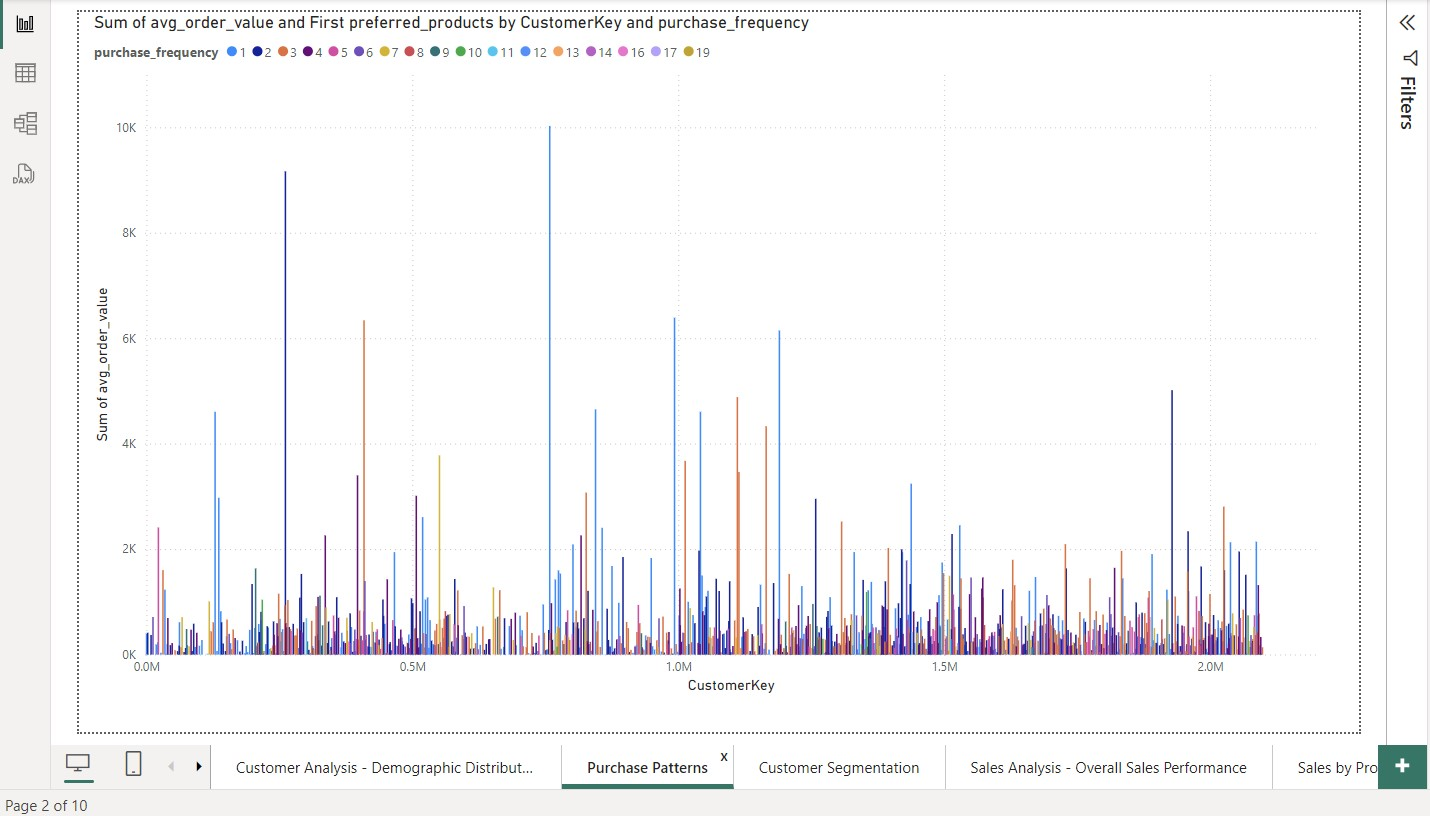 Sum of avg_order_value and First preferred_products by CustomerKey and purchase_frequency
purchase_frequency 1 2 3 4 5 6 7 8 9 10 11 12 13 14 16 17 19
10K
8K
6K
4K
2K
0K
Sum of avg_order_value
0.0M 0.5M 1.0M 1.5M 2.0M
CustomerKey
DAX
Filters
Customer Analysis - Demographic Distribut... Purchase Patterns x Customer Segmentation Sales Analysis - Overall Sales Performance Sales by Pro
Page 2 of 10